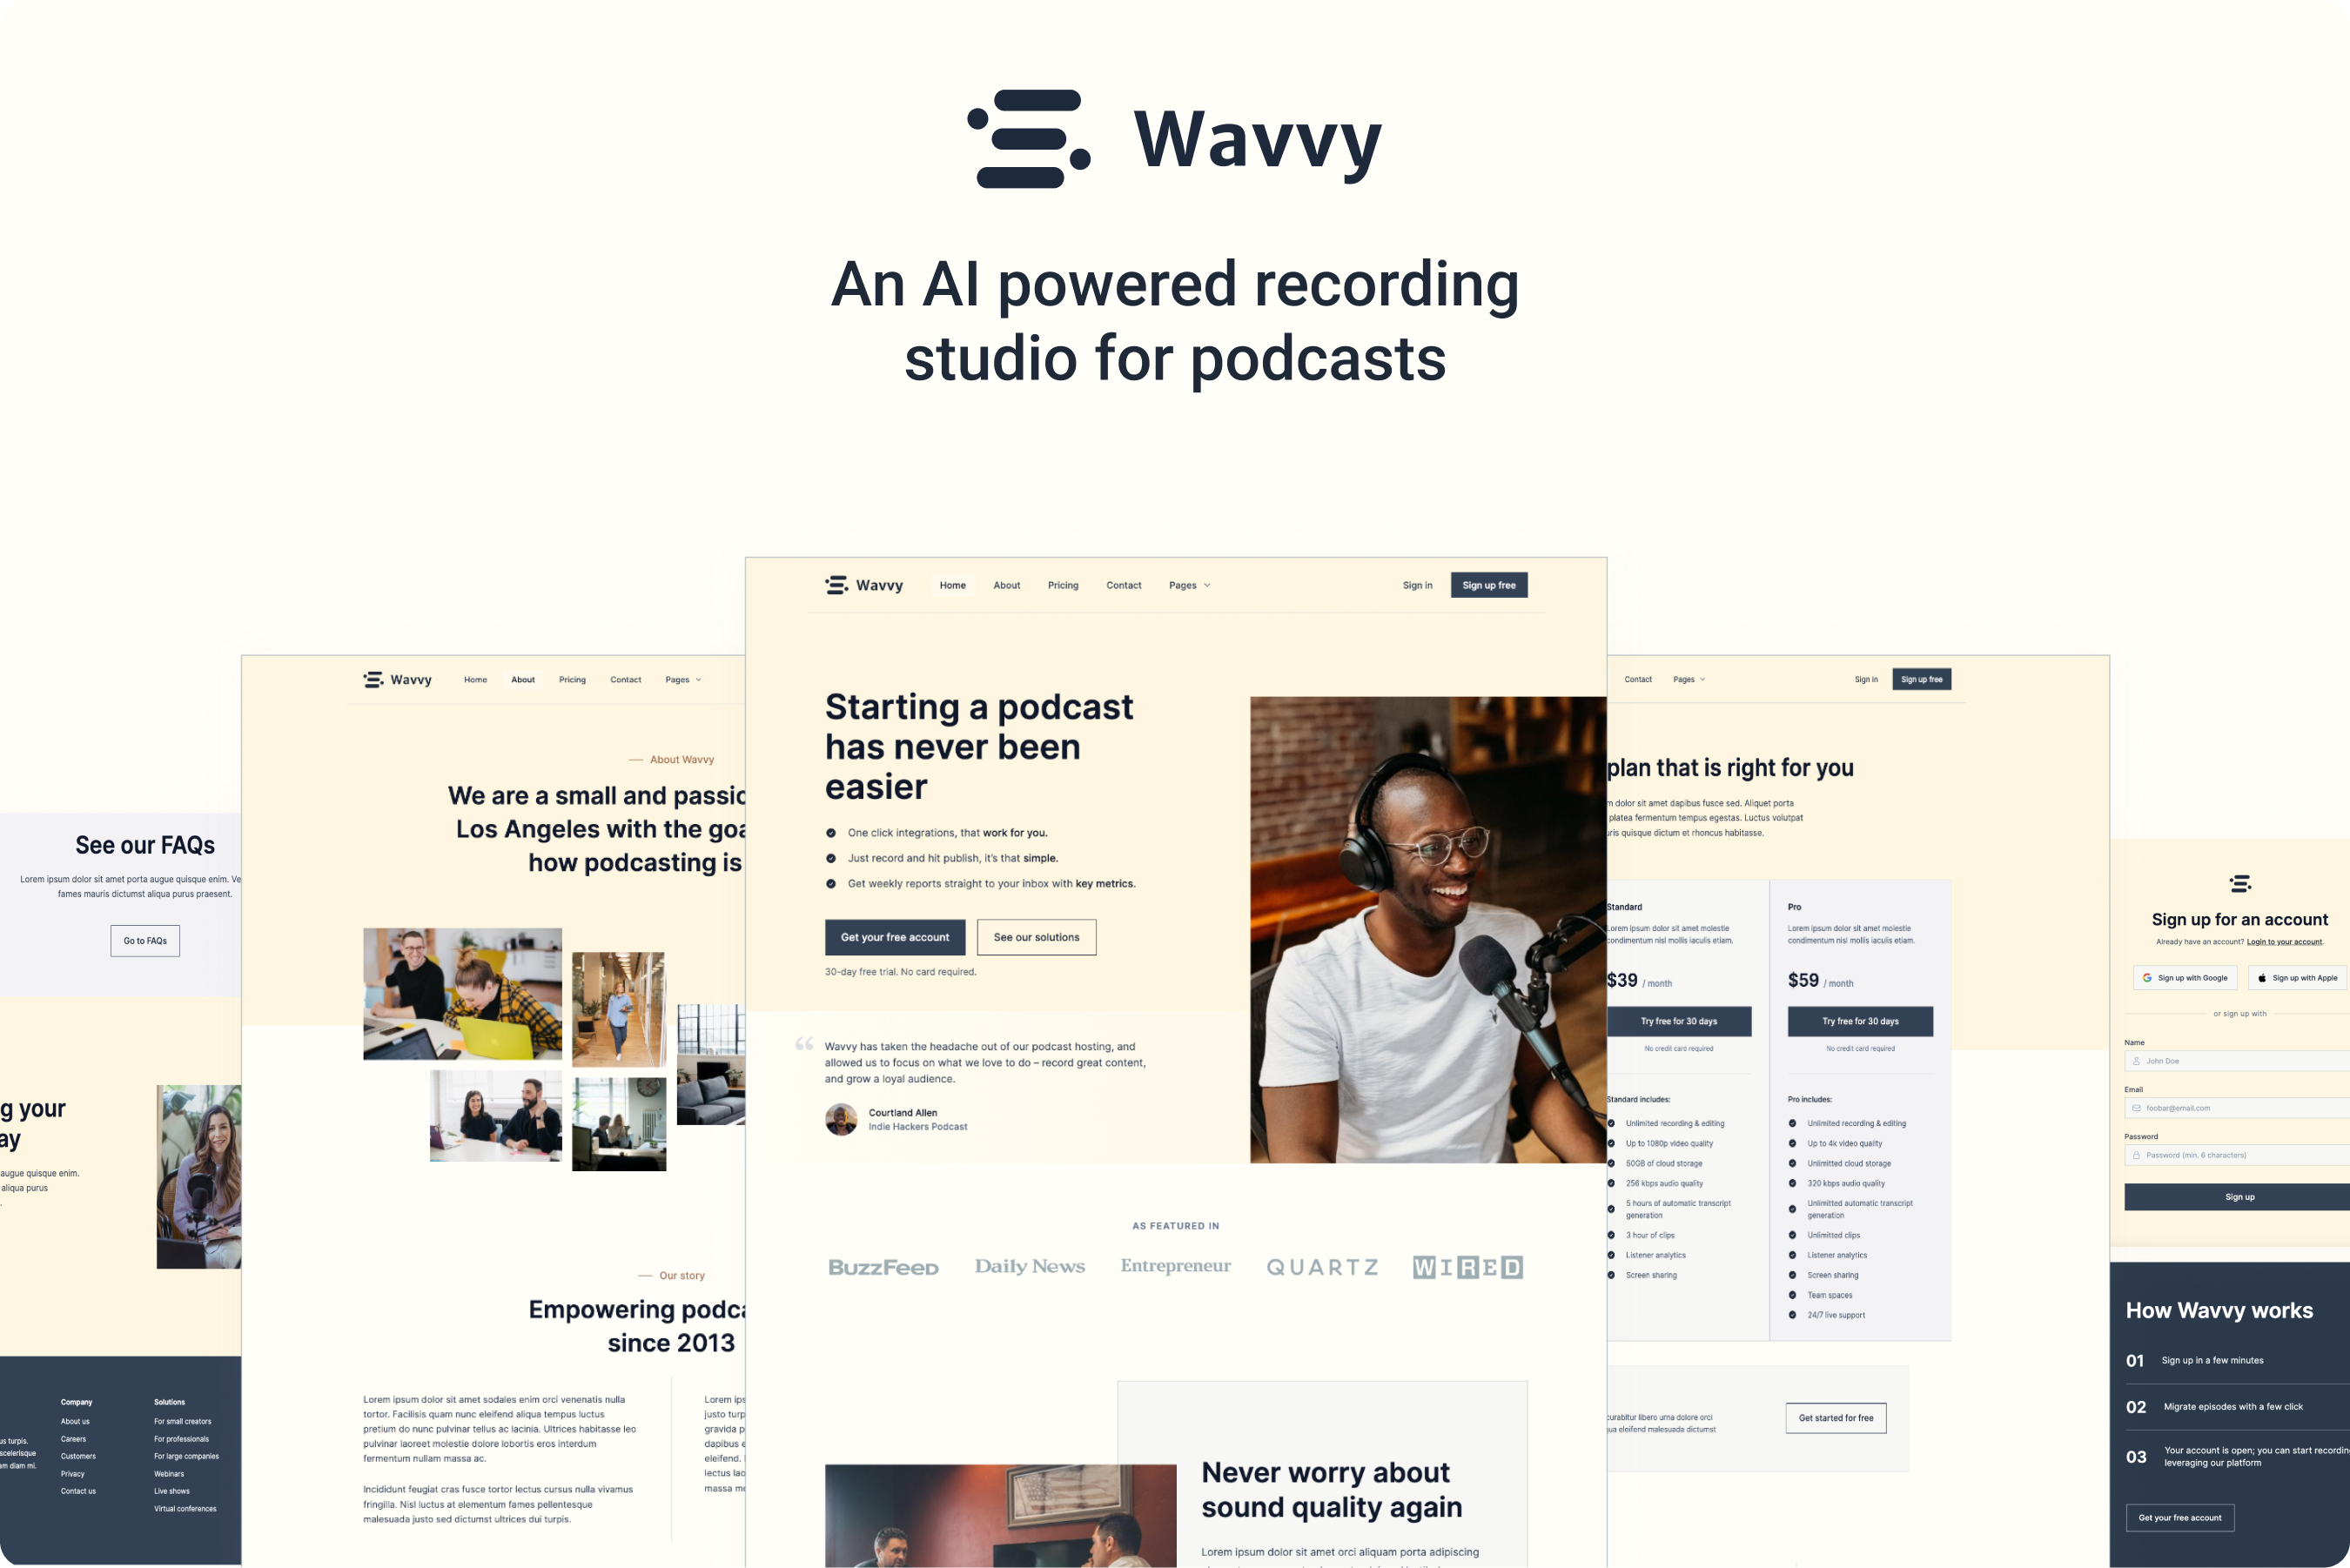 Wavvy
An AI powered recording
studio for podcasts
See our FAQs
Lorem ipsum dolor sit amet porta augue quisque enim. Ve
fames mauris dictumst aliqua purus praesent.
Go to FAQs
g your
ay
augue quisque enim.
aliqua purus
Company
About us
Careers
Customers
Privacy
Contact us
Solutions
For small creators
For professionals
For large companies
Webinars
Live shows
Virtual conferences
us turpis.
scelerisque
am diam mi.
Wavvy
Home
About
Pricing
Contact
Pages
About Wavvy
We are a small and passio
Los Angeles with the goa
how podcasting is
Our story
Empowering podca
since 2013
Lorem ipsum dolor sit amet sodales enim orci venenatis nulla
tortor. Facilisis quam nunc eleifend aliqua tempus luctus
pretium do nunc pulvinar tellus ac lacinia. Ultrices habitasse leo
pulvinar laoreet molestie dolore lobortis eros interdum
fermentum nullam massa ac.
Incididunt feugiat cras fusce tortor lectus cursus nulla vivamus
fringilla. Nisl luctus at elementum fames pellentesque
malesuada justo sed dictumst ultrices dui turpis.
Lorem ips
justo turp
gravida p
dapibus e
eleifend.
lectus lao
massa mo
Wavvy
Home
About
Pricing
Contact
Pages
Sign in
Sign up free
Starting a podcast
has never been
easier
One click integrations, that work for you.
Just record and hit publish, it's that simple.
Get weekly reports straight to your inbox with key metrics.
Get your free account
See our solutions
30-day free trial. No card required.
“
Wavvy has taken the headache out of our podcast hosting, and
allowed us to focus on what we love to do – record great content,
and grow a loyal audience.
Courtland Allen
Indie Hackers Podcast
AS FEATURED IN
BuzzFeed
Daily News
Entrepreneur
QUARTZ
WIRED
Never worry about
sound quality again
Lorem ipsum dolor sit amet orci aliquam porta adipiscing
Contact
Pages
Sign in
Sign up free
plan that is right for you
m dolor sit amet dapibus fusce sed. Aliquet porta
platea fermentum tempus egestas. Luctus volutpat
uris quisque dictum et rhoncus habitasse.
Standard
Lorem ipsum dolor sit amet molestie
condimentum nisl mollis iaculis etiam.
$39 / month
Try free for 30 days
No credit card required
Standard includes:
Unlimited recording & editing
Up to 1080p video quality
50GB of cloud storage
256 kbps audio quality
5 hours of automatic transcript
generation
3 hour of clips
Listener analytics
Screen sharing
Pro
Lorem ipsum dolor sit amet molestie
condimentum nisl mollis iaculis etiam.
$59 / month
Try free for 30 days
No credit card required
Pro includes:
Unlimited recording & editing
Up to 4k video quality
Unlimitted cloud storage
320 kbps audio quality
Unlimitted automatic transcript
generation
Unlimitted clips
Listener analytics
Screen sharing
Team spaces
24/7 live support
curabitur libero urna dolore orci
ua eleifend malesuada dictumst
Get started for free
Sign up for an account
Already have an account? Login to your account.
Sign up with Google
Sign up with Apple
or sign up with
Name
John Doe
Email
foobar@email.com
Password
Password (min. 6 characters)
Sign up
How Wavvy works
01 Sign up in a few minutes
02 Migrate episodes with a few click
03 Your account is open; you can start recording
leveraging our platform
Get your free account